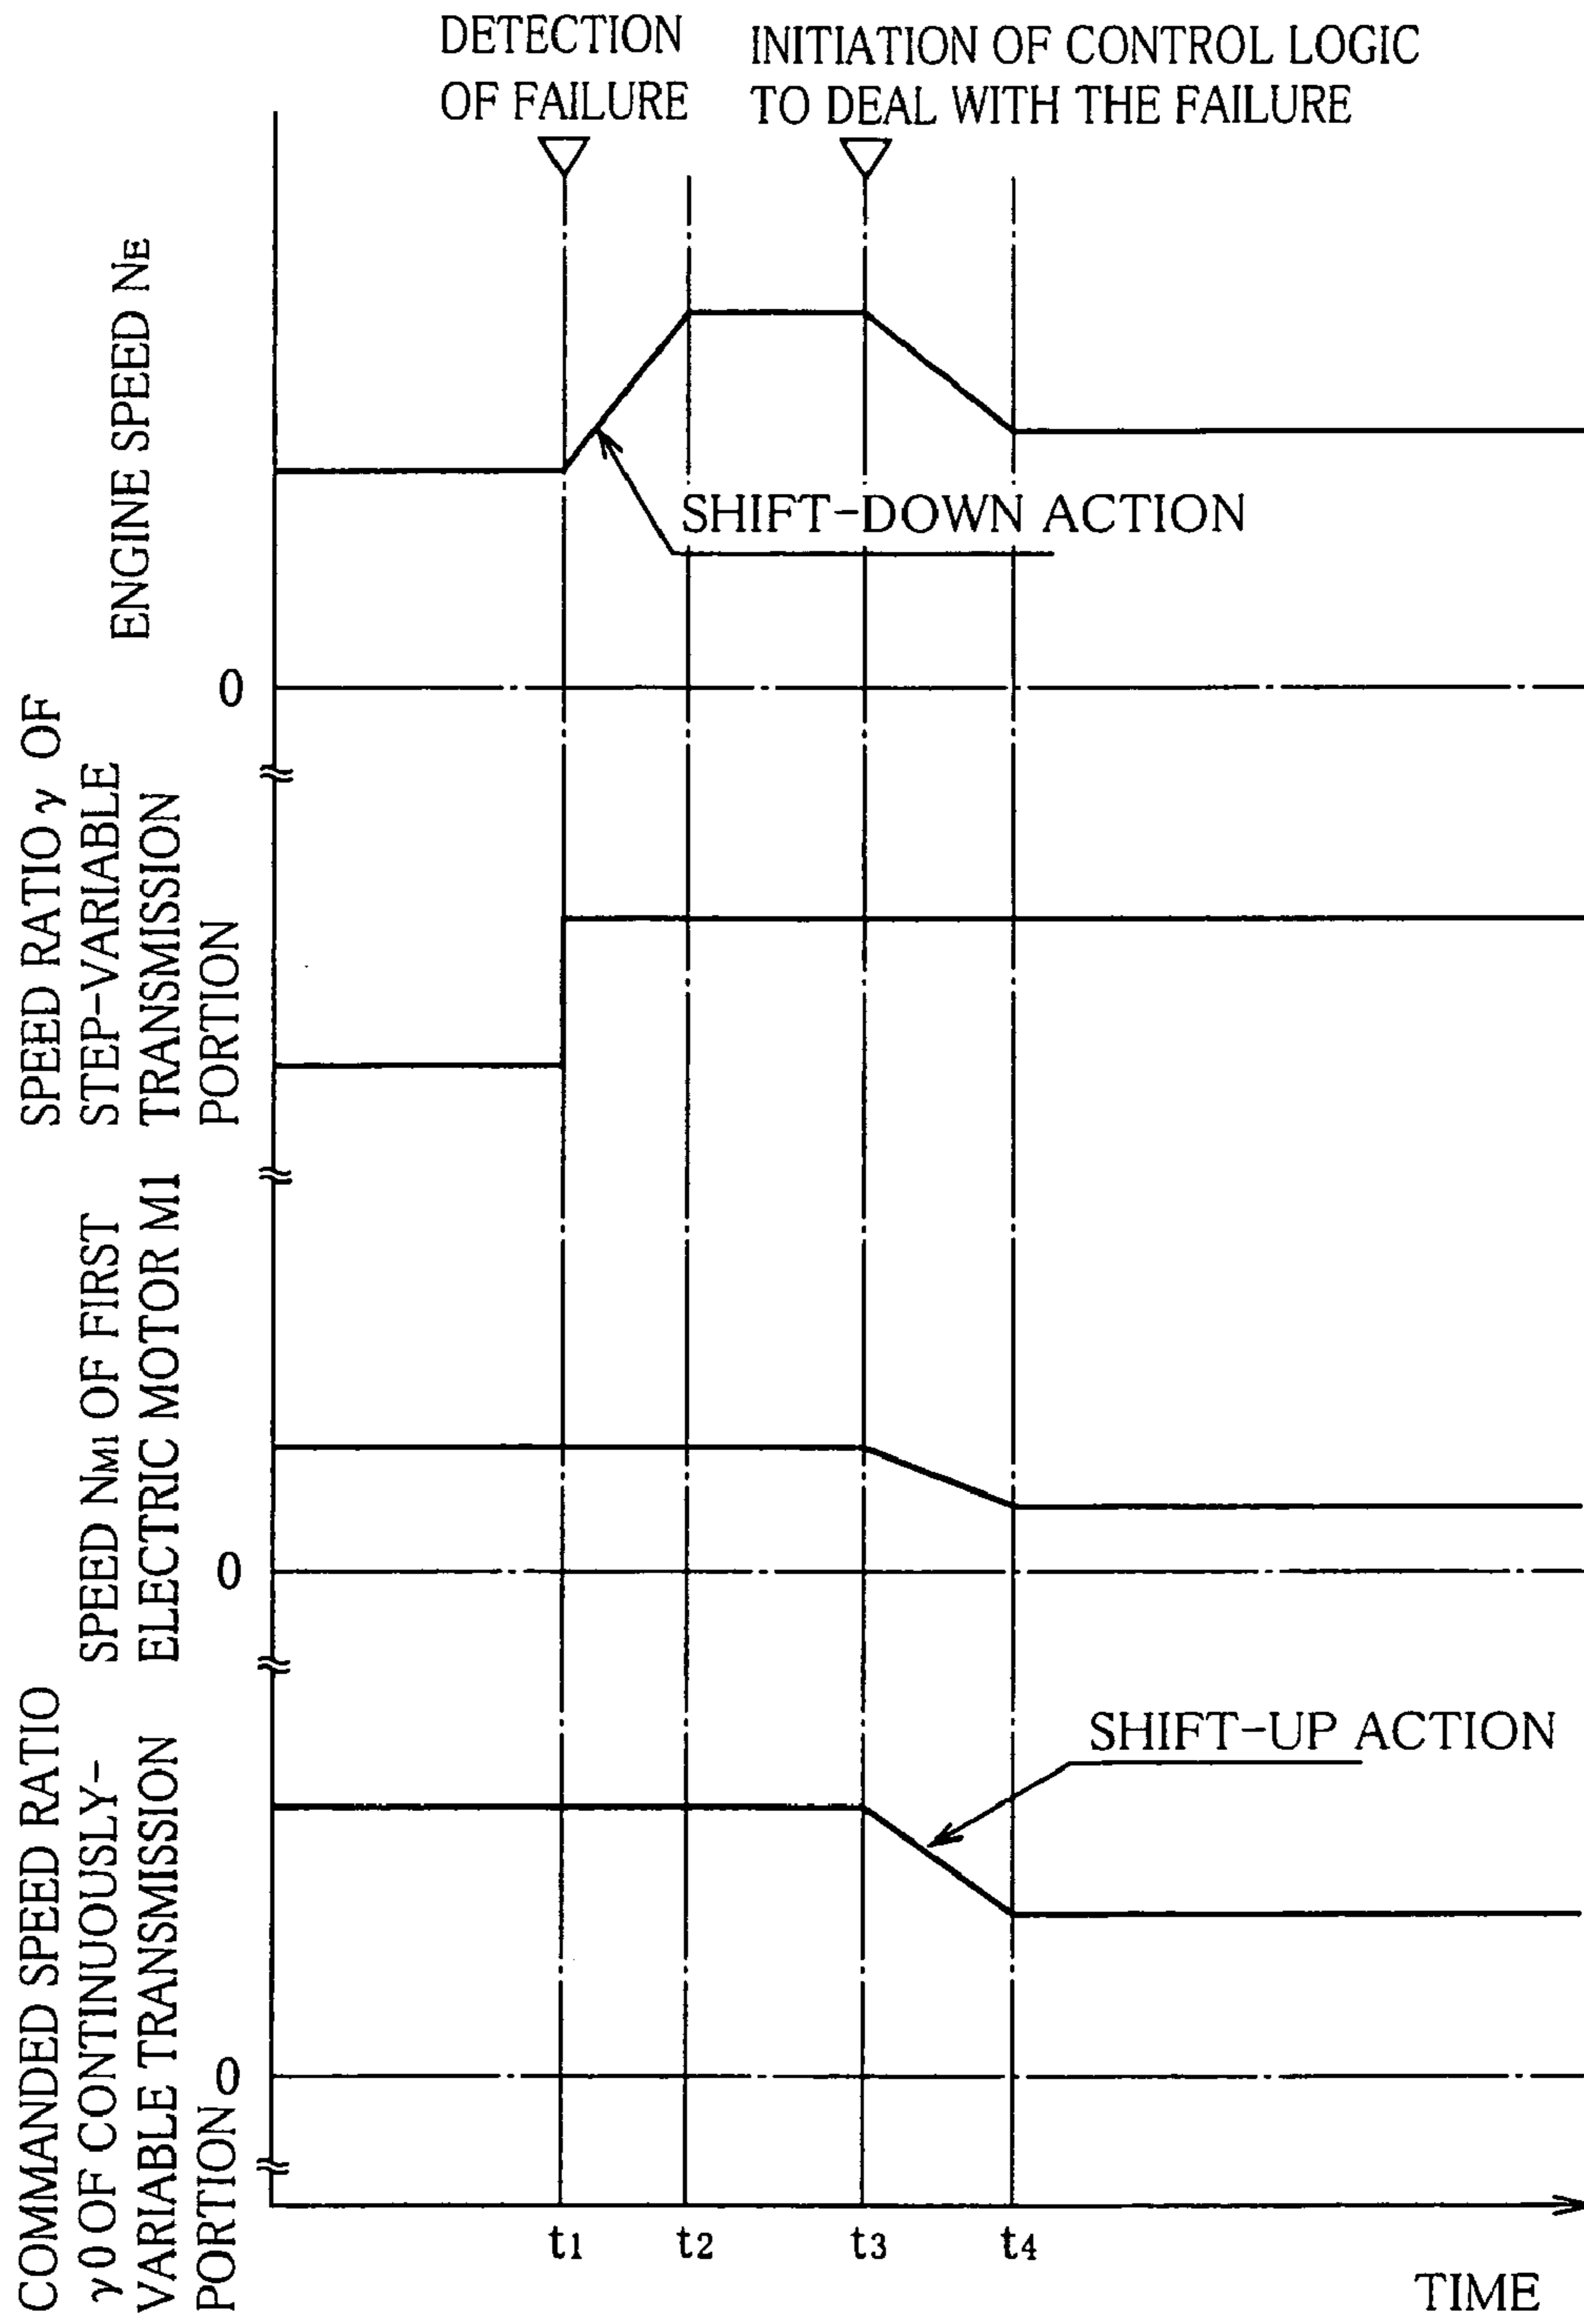 DETECTION
OF FAILURE
INITIATION OF CONTROL LOGIC
TO DEAL WITH THE FAILURE
ENGINE SPEED NE
SHIFT-DOWN ACTION
0
SPEED RATIO γ OF
STEP-VARIABLE
TRANSMISSION
PORTION
SPEED NM1 OF FIRST
ELECTRIC MOTOR M1
0
SHIFT-UP ACTION
COMMANDED SPEED RATIO
γ0 OF CONTINUOUSLY-
VARIABLE TRANSMISSION
PORTION
0
t1 t2 t3 t4
TIME